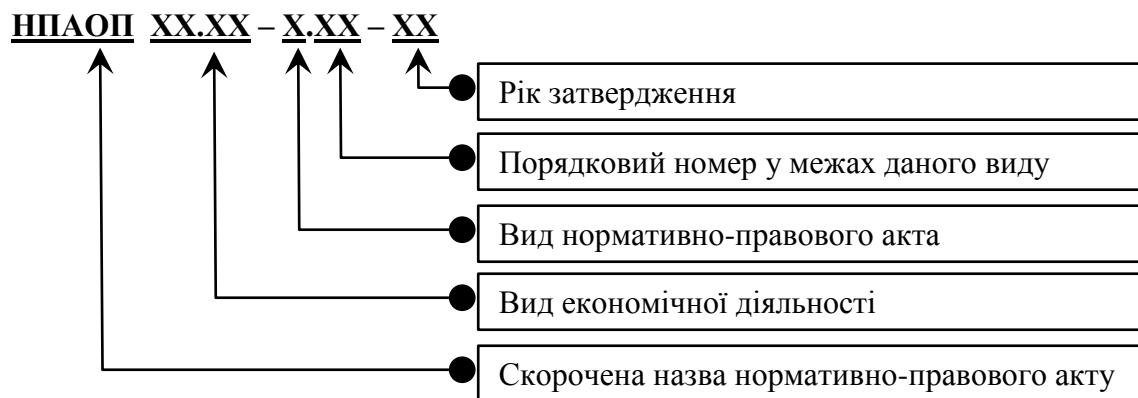 НПАОП ХХ.ХХ – Х.ХХ – ХХ
Рік затвердження
Порядковий номер у межах даного виду
Вид нормативно-правового акта
Вид економічної діяльності
Скорочена назва нормативно-правового акту